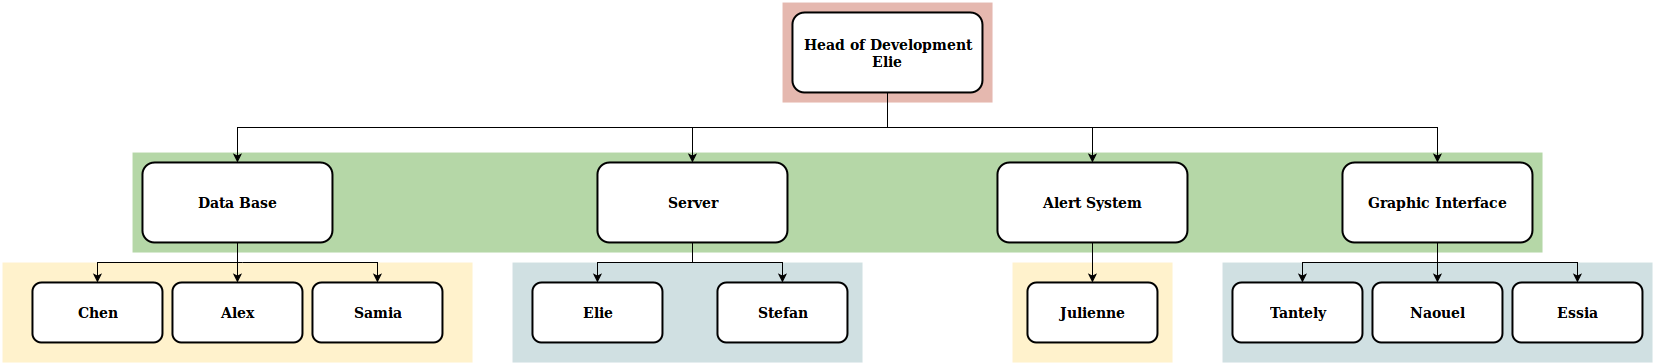 Head of Development
Elie
Data Base
Server
Alert System
Graphic Interface
Chen
Alex
Samia
Elie
Stefan
Julienne
Tantely
Naouel
Essia